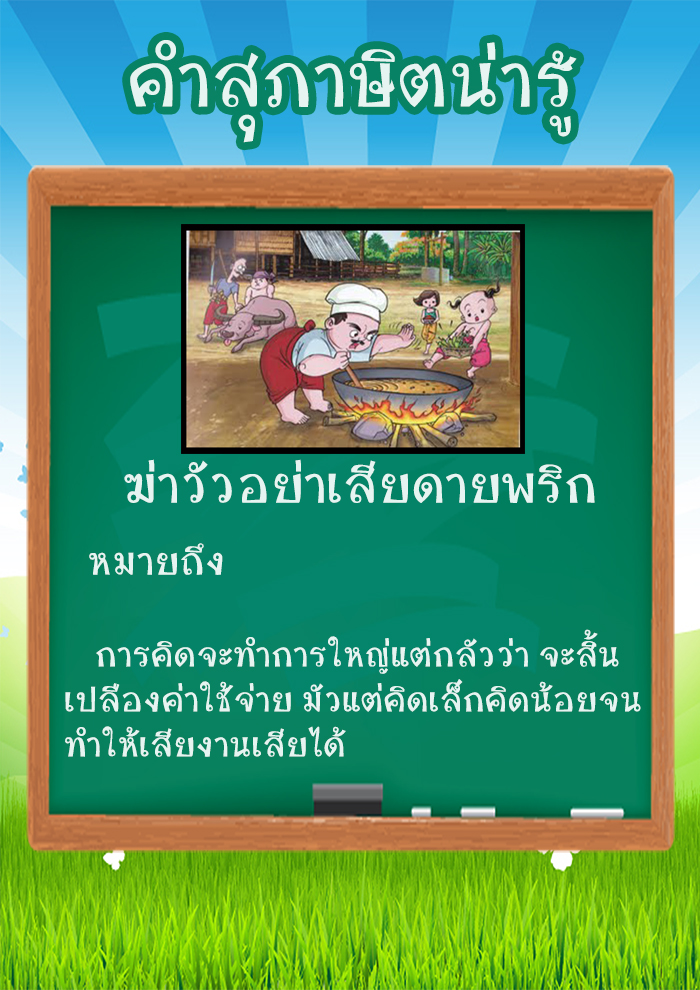 คำสุภาษิตน่ารู้
ฆ่าวัวอย่าเสียดายพริก
หมายถึง
การคิดจะทำการใหญ่แต่กลัวว่า จะสิ้น
เปลืองค่าใช้จ่าย มัวแต่คิดเล็กคิดน้อยจน
ทำให้เสียงานเสียได้